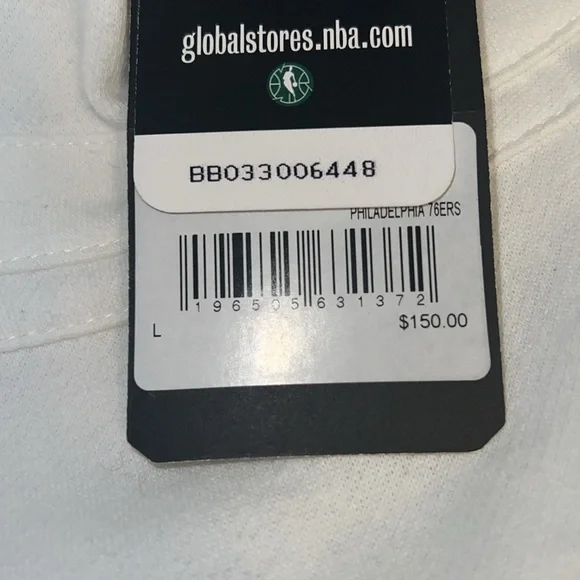 globalstores.nba.com
BB033006448
PHILADELPHIA 76ERS
196505631372
L
$150.00